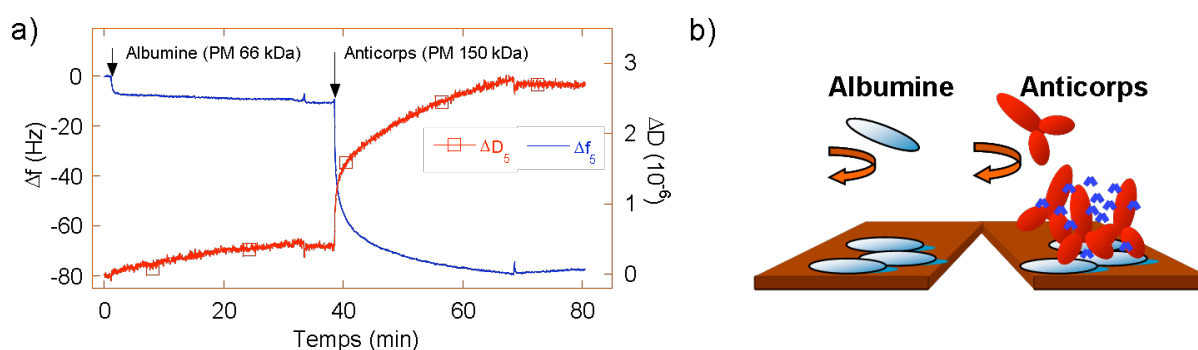 a)
Albumine (PM 66 kDa)
Anticorps (PM 150 kDa)
Δf (Hz)
0
-20
-40
-60
-80
0
20
40
60
80
Temps (min)
3
2
1
0
ΔD (10⁻⁶)
ΔD₅
Δf₅
b)
Albumine
Anticorps